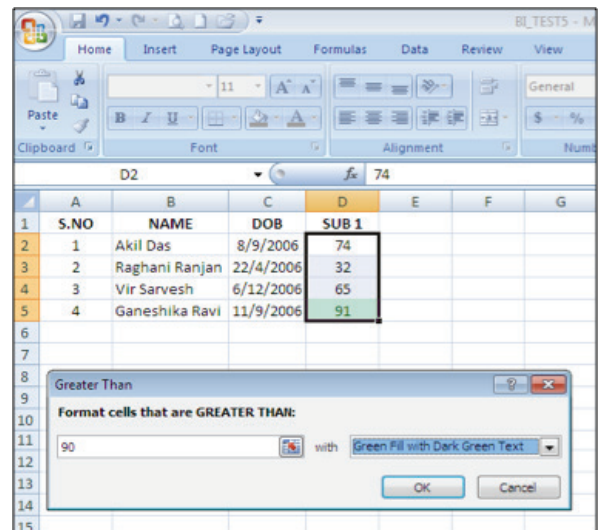 BI_TEST5 - M
Home Insert Page Layout Formulas Data Review View
11 A A General
Paste B I U A $ %
Clipboard Font Alignment Numb
D2 fx 74
A B C D E F G
1 S.NO NAME DOB SUB 1
2 1 Akil Das 8/9/2006 74
3 2 Raghani Ranjan 22/4/2006 32
4 3 Vir Sarvesh 6/12/2006 65
5 4 Ganeshika Ravi 11/9/2006 91
6
7
8 Greater Than ?
9 Format cells that are GREATER THAN:
10
11 90 with Green Fill with Dark Green Text
12
13 OK Cancel
14
15